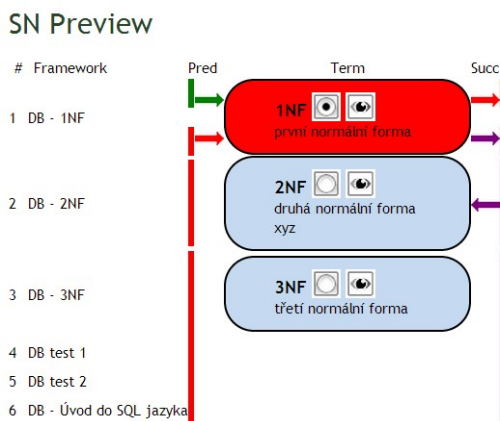 SN Preview
# Framework Pred Term Succ
1 DB - 1NF 1NF
první normální forma
2 DB - 2NF 2NF
druhá normální forma
xyz
3 DB - 3NF 3NF
třetí normální forma
4 DB test 1
5 DB test 2
6 DB - Úvod do SQL jazyka